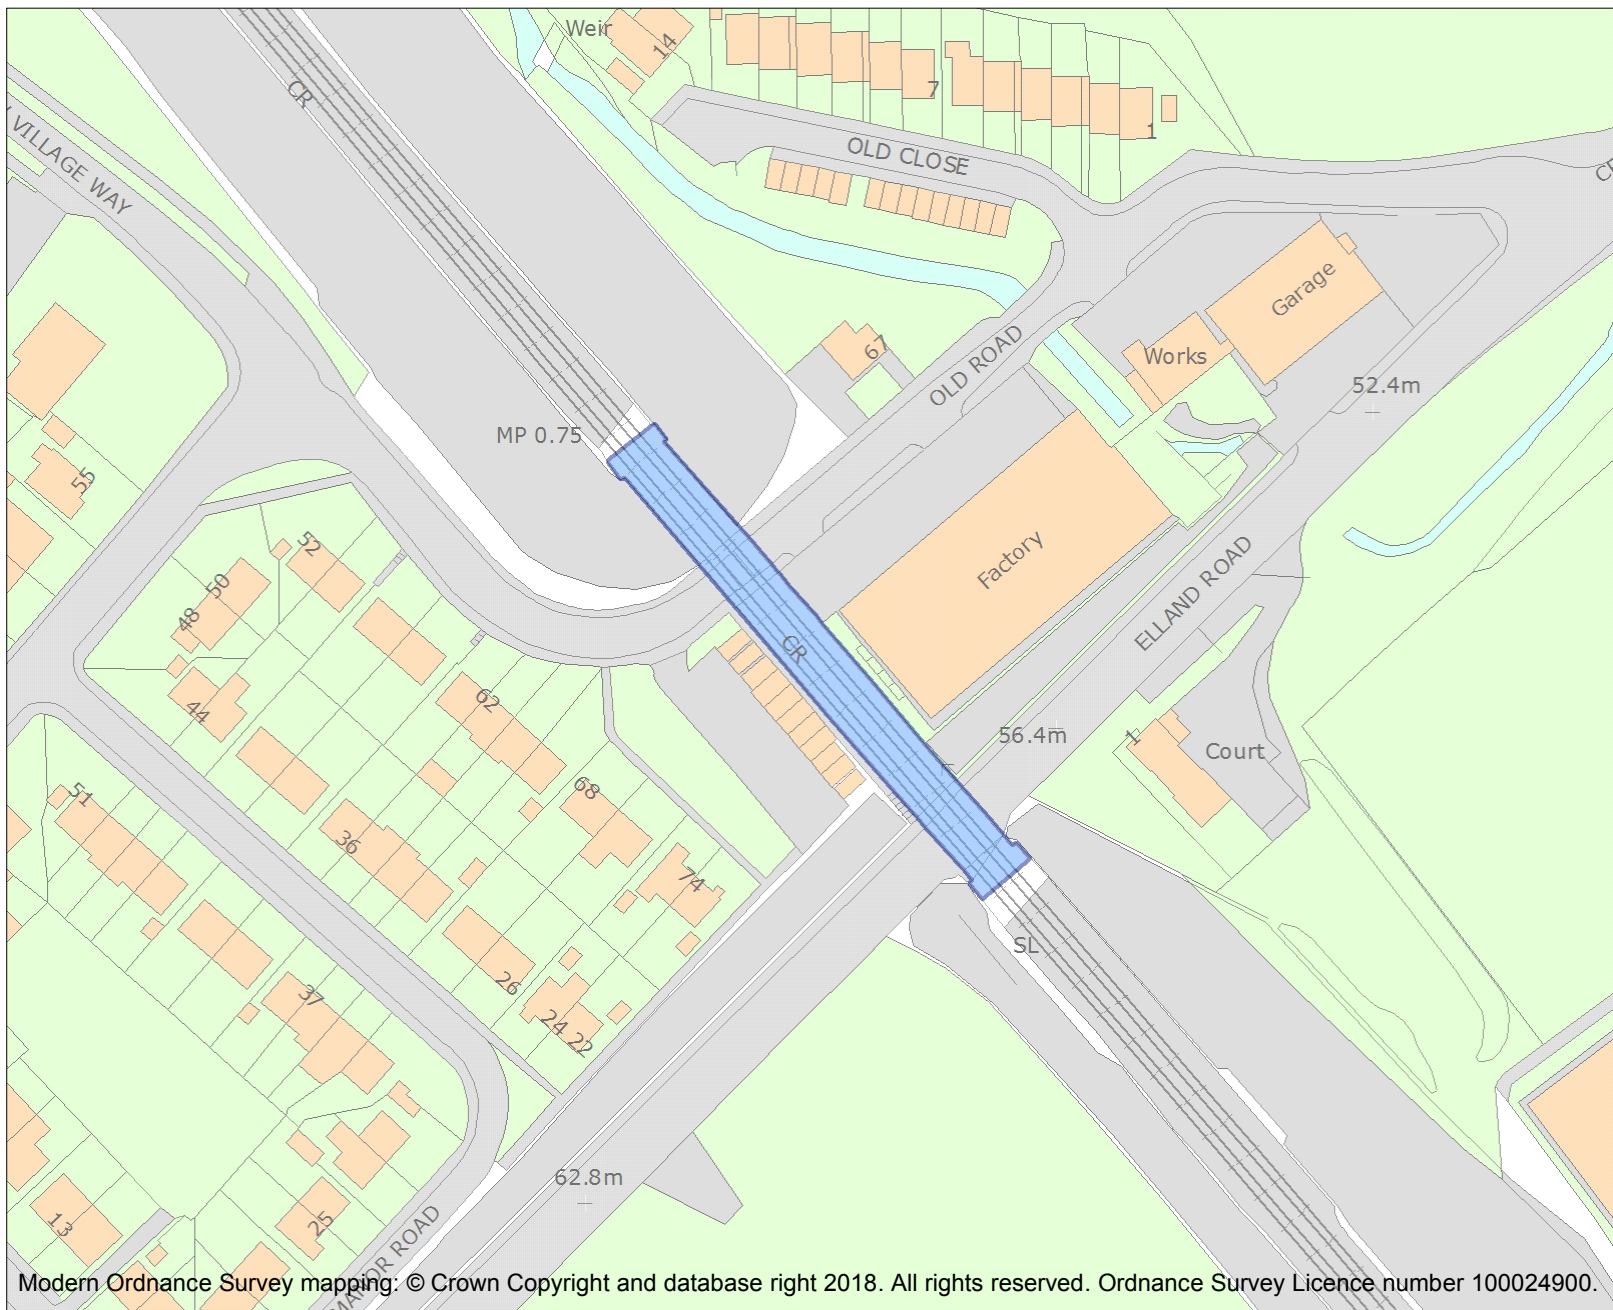 Weir
14
CR
7
1
VILLAGE WAY
OLD CLOSE
Garage
67
Works
OLD ROAD
52.4m
MP 0.75
55
52
Factory
50
48
ELLAND ROAD
CR
62
44
56.4m
1
Court
51
68
36
74
SL
26
37
24 22
62.8m
13
25
MANOR ROAD
Modern Ordnance Survey mapping: © Crown Copyright and database right 2018. All rights reserved. Ordnance Survey Licence number 100024900.